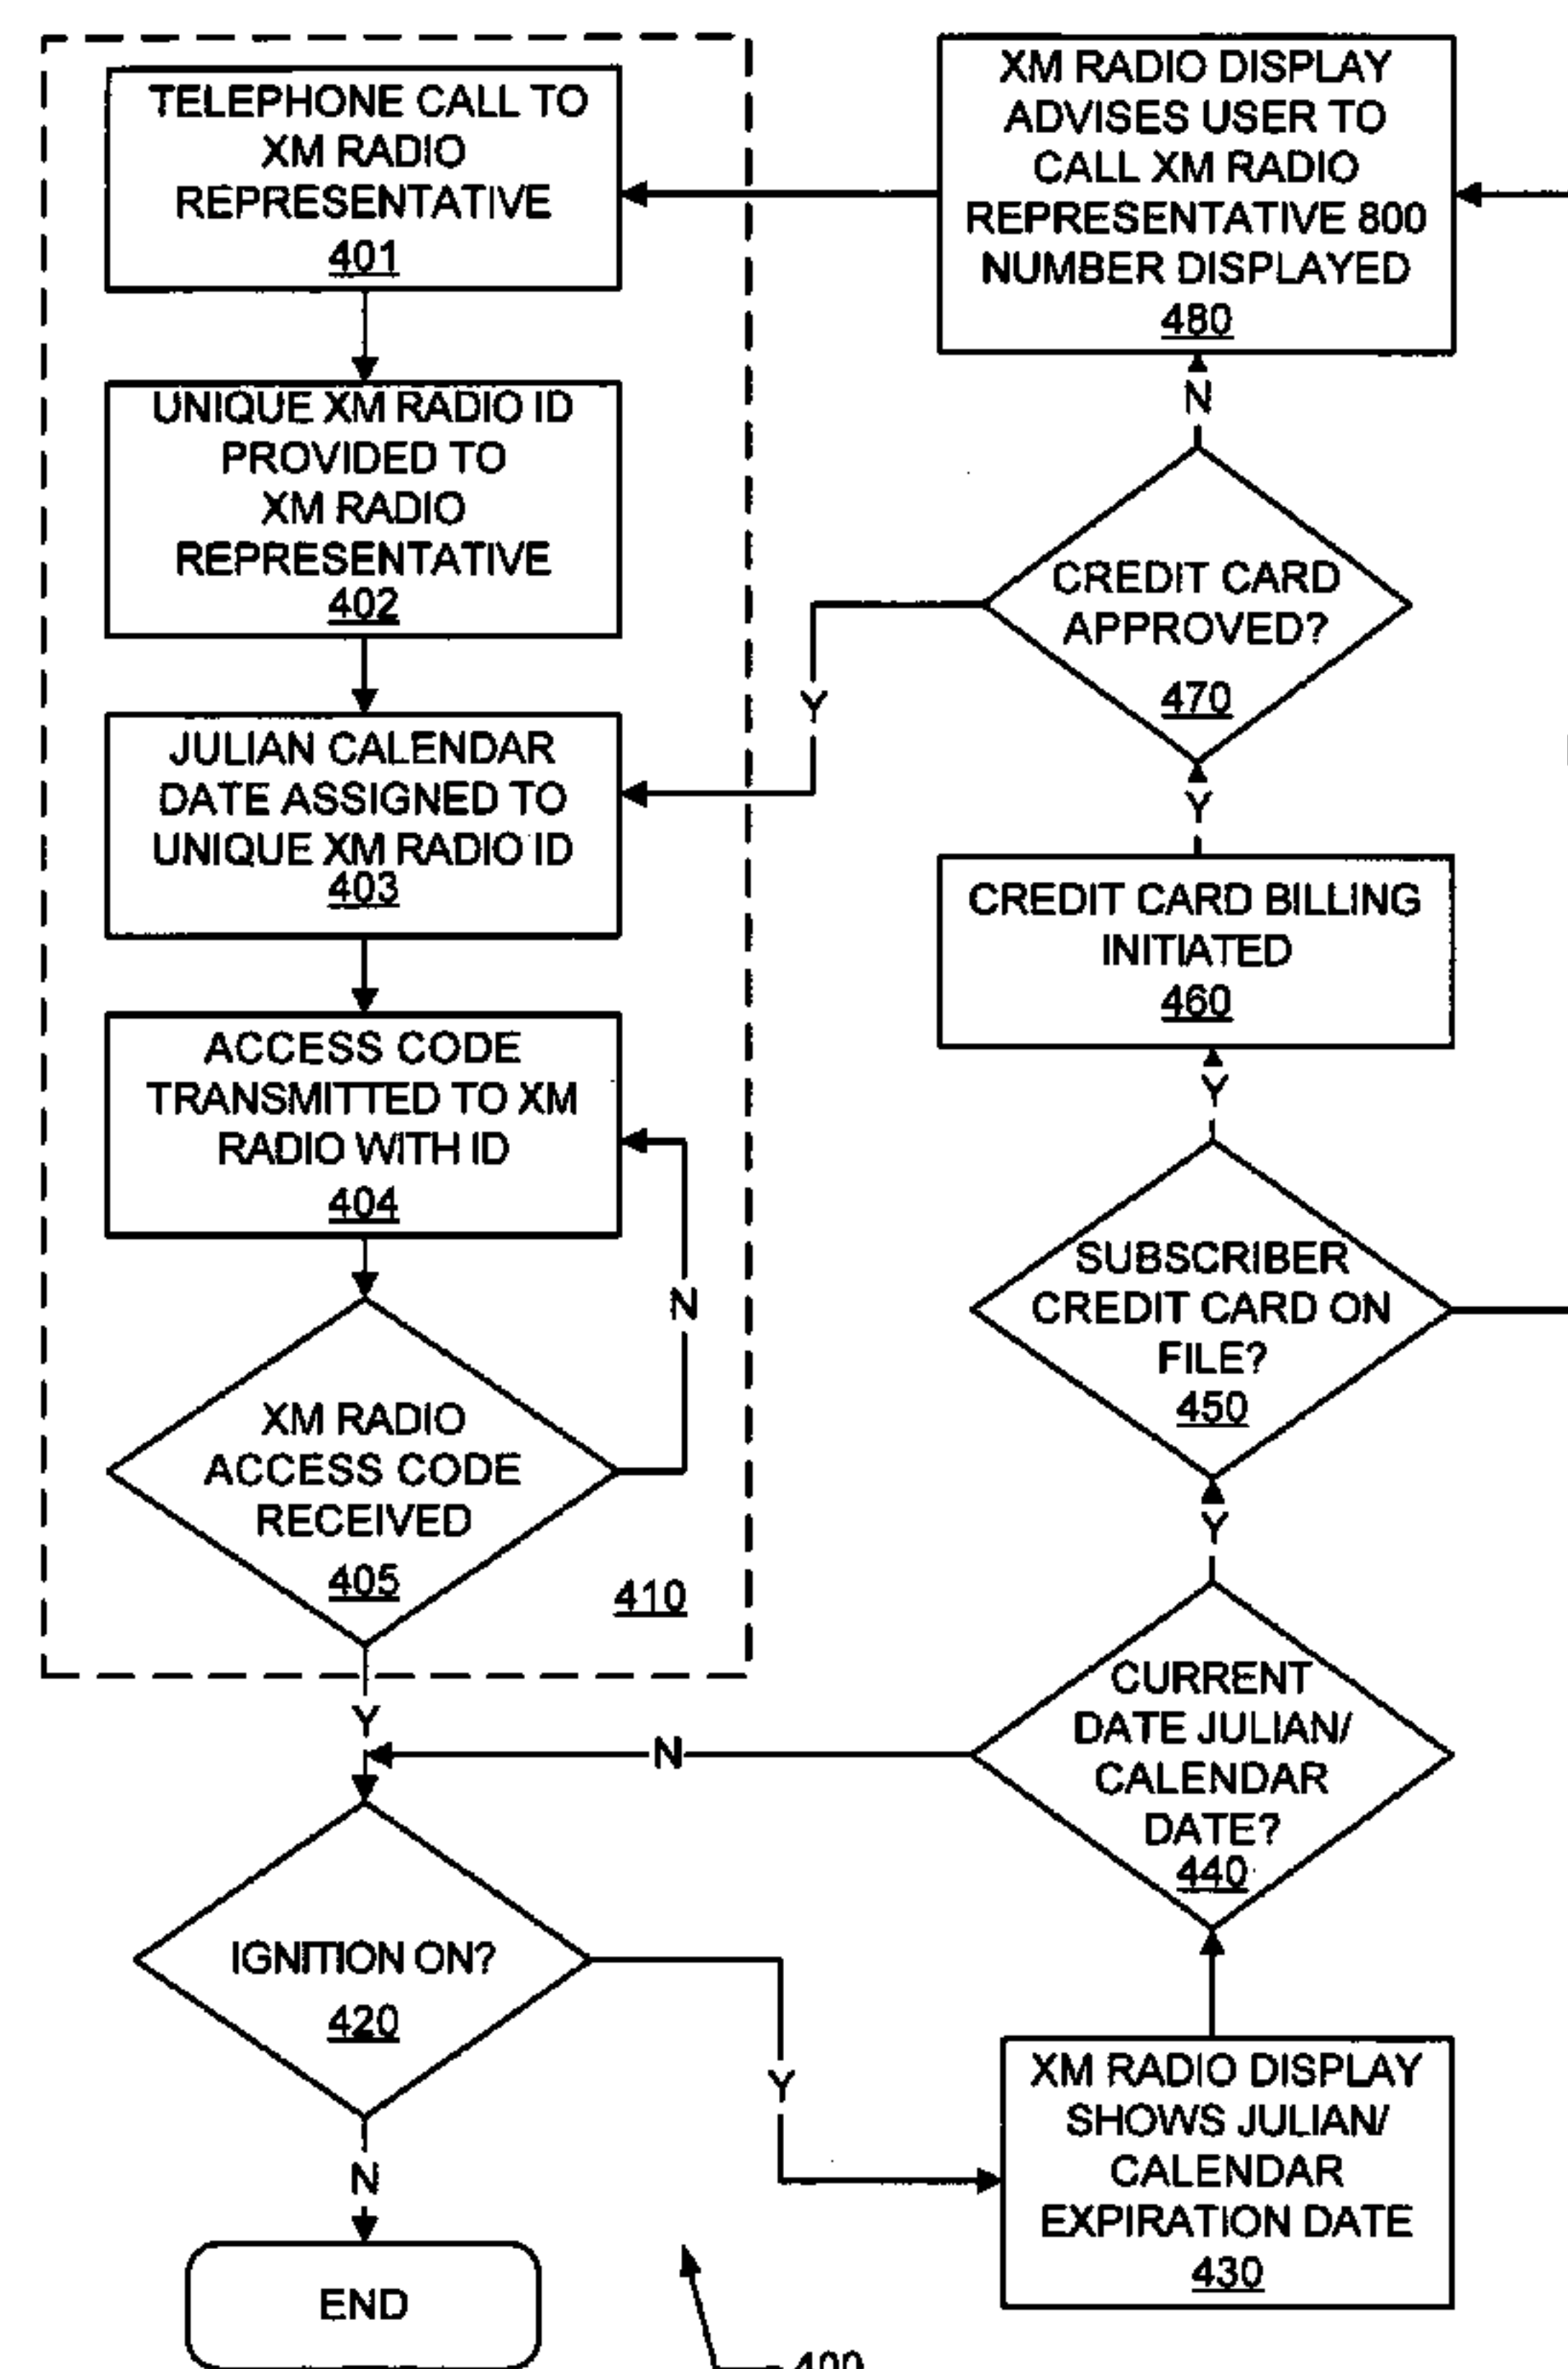 TELEPHONE CALL TO
XM RADIO
REPRESENTATIVE
401
UNIQUE XM RADIO ID
PROVIDED TO
XM RADIO
REPRESENTATIVE
402
JULIAN CALENDAR
DATE ASSIGNED TO
UNIQUE XM RADIO ID
403
ACCESS CODE
TRANSMITTED TO XM
RADIO WITH ID
404
N
XM RADIO
ACCESS CODE
RECEIVED
405
410
Y
N
IGNITION ON?
420
Y
N
END
XM RADIO DISPLAY
ADVISES USER TO
CALL XM RADIO
REPRESENTATIVE 800
NUMBER DISPLAYED
480
N
CREDIT CARD
APPROVED?
470
Y
Y
CREDIT CARD BILLING
INITIATED
460
Y
SUBSCRIBER
CREDIT CARD ON
FILE?
450
Y
CURRENT
DATE JULIAN/
CALENDAR
DATE?
440
XM RADIO DISPLAY
SHOWS JULIAN/
CALENDAR
EXPIRATION DATE
430
400